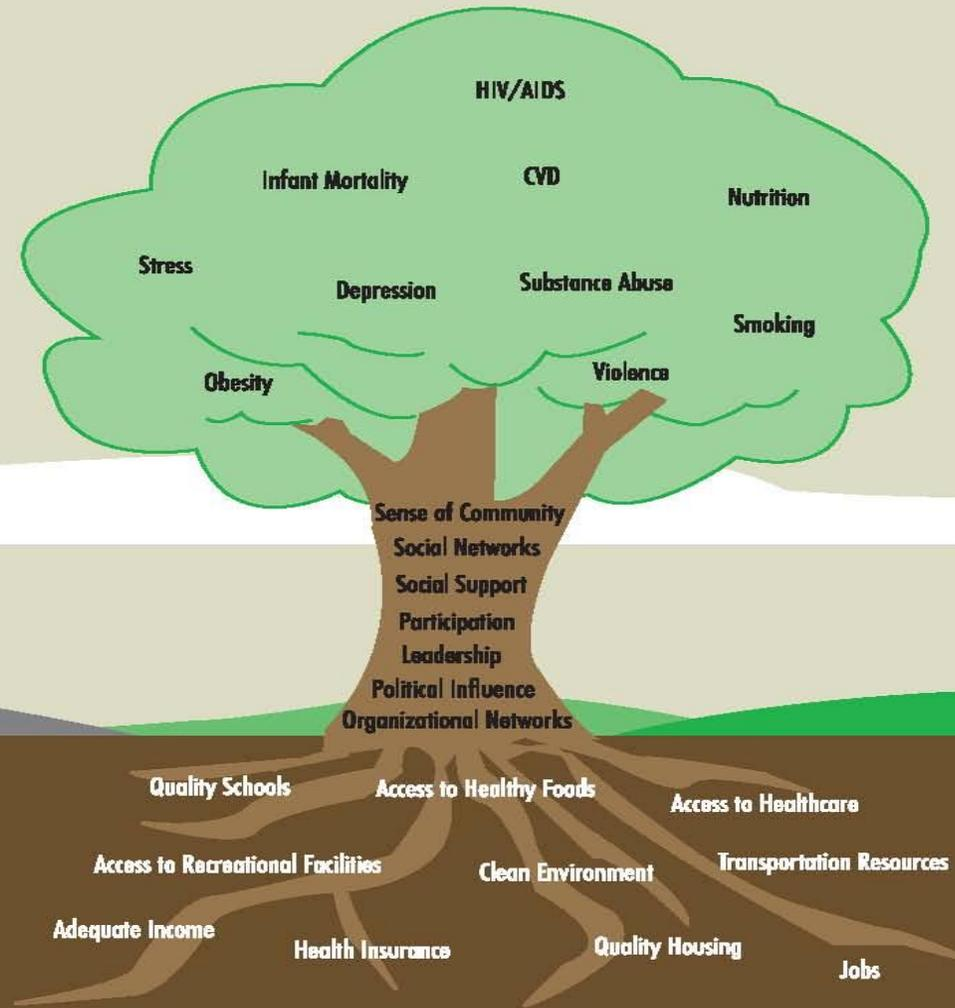 HIV/AIDS
Infant Mortality
CVD
Nutrition
Stress
Depression
Substance Abuse
Smoking
Obesity
Violence
Sense of Community
Social Networks
Social Support
Participation
Leadership
Political Influence
Organizational Networks
Quality Schools
Access to Healthy Foods
Access to Healthcare
Access to Recreational Facilities
Clean Environment
Transportation Resources
Adequate Income
Health Insurance
Quality Housing
Jobs